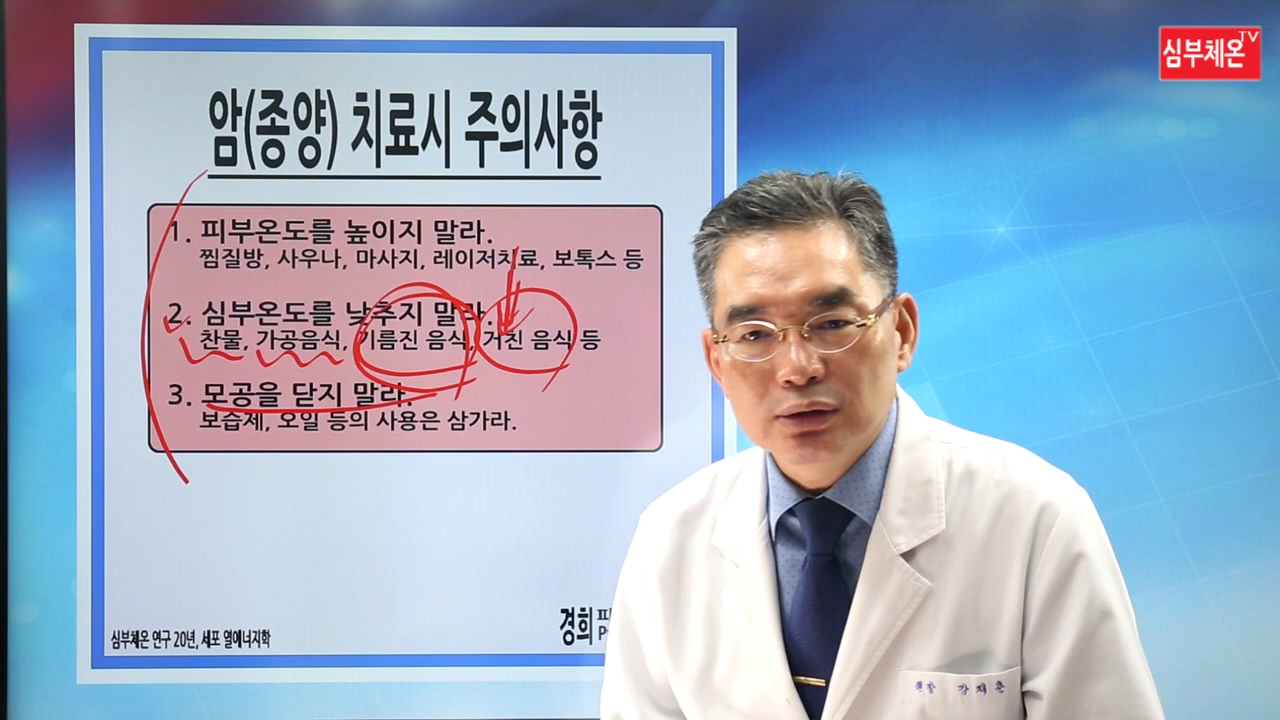 심부체온TV
암(종양) 치료시 주의사항
1. 피부온도를 높이지 말라.
찜질방, 사우나, 마사지, 레이저치료, 보톡스 등
2. 심부온도를 낮추지 말라.
찬물, 가공음식, 기름진 음식, 거친 음식 등
3. 모공을 닫지 말라.
보습제, 오일 등의 사용은 삼가라.
심부체온 연구 20년, 세포 열에너지학
경희
원장